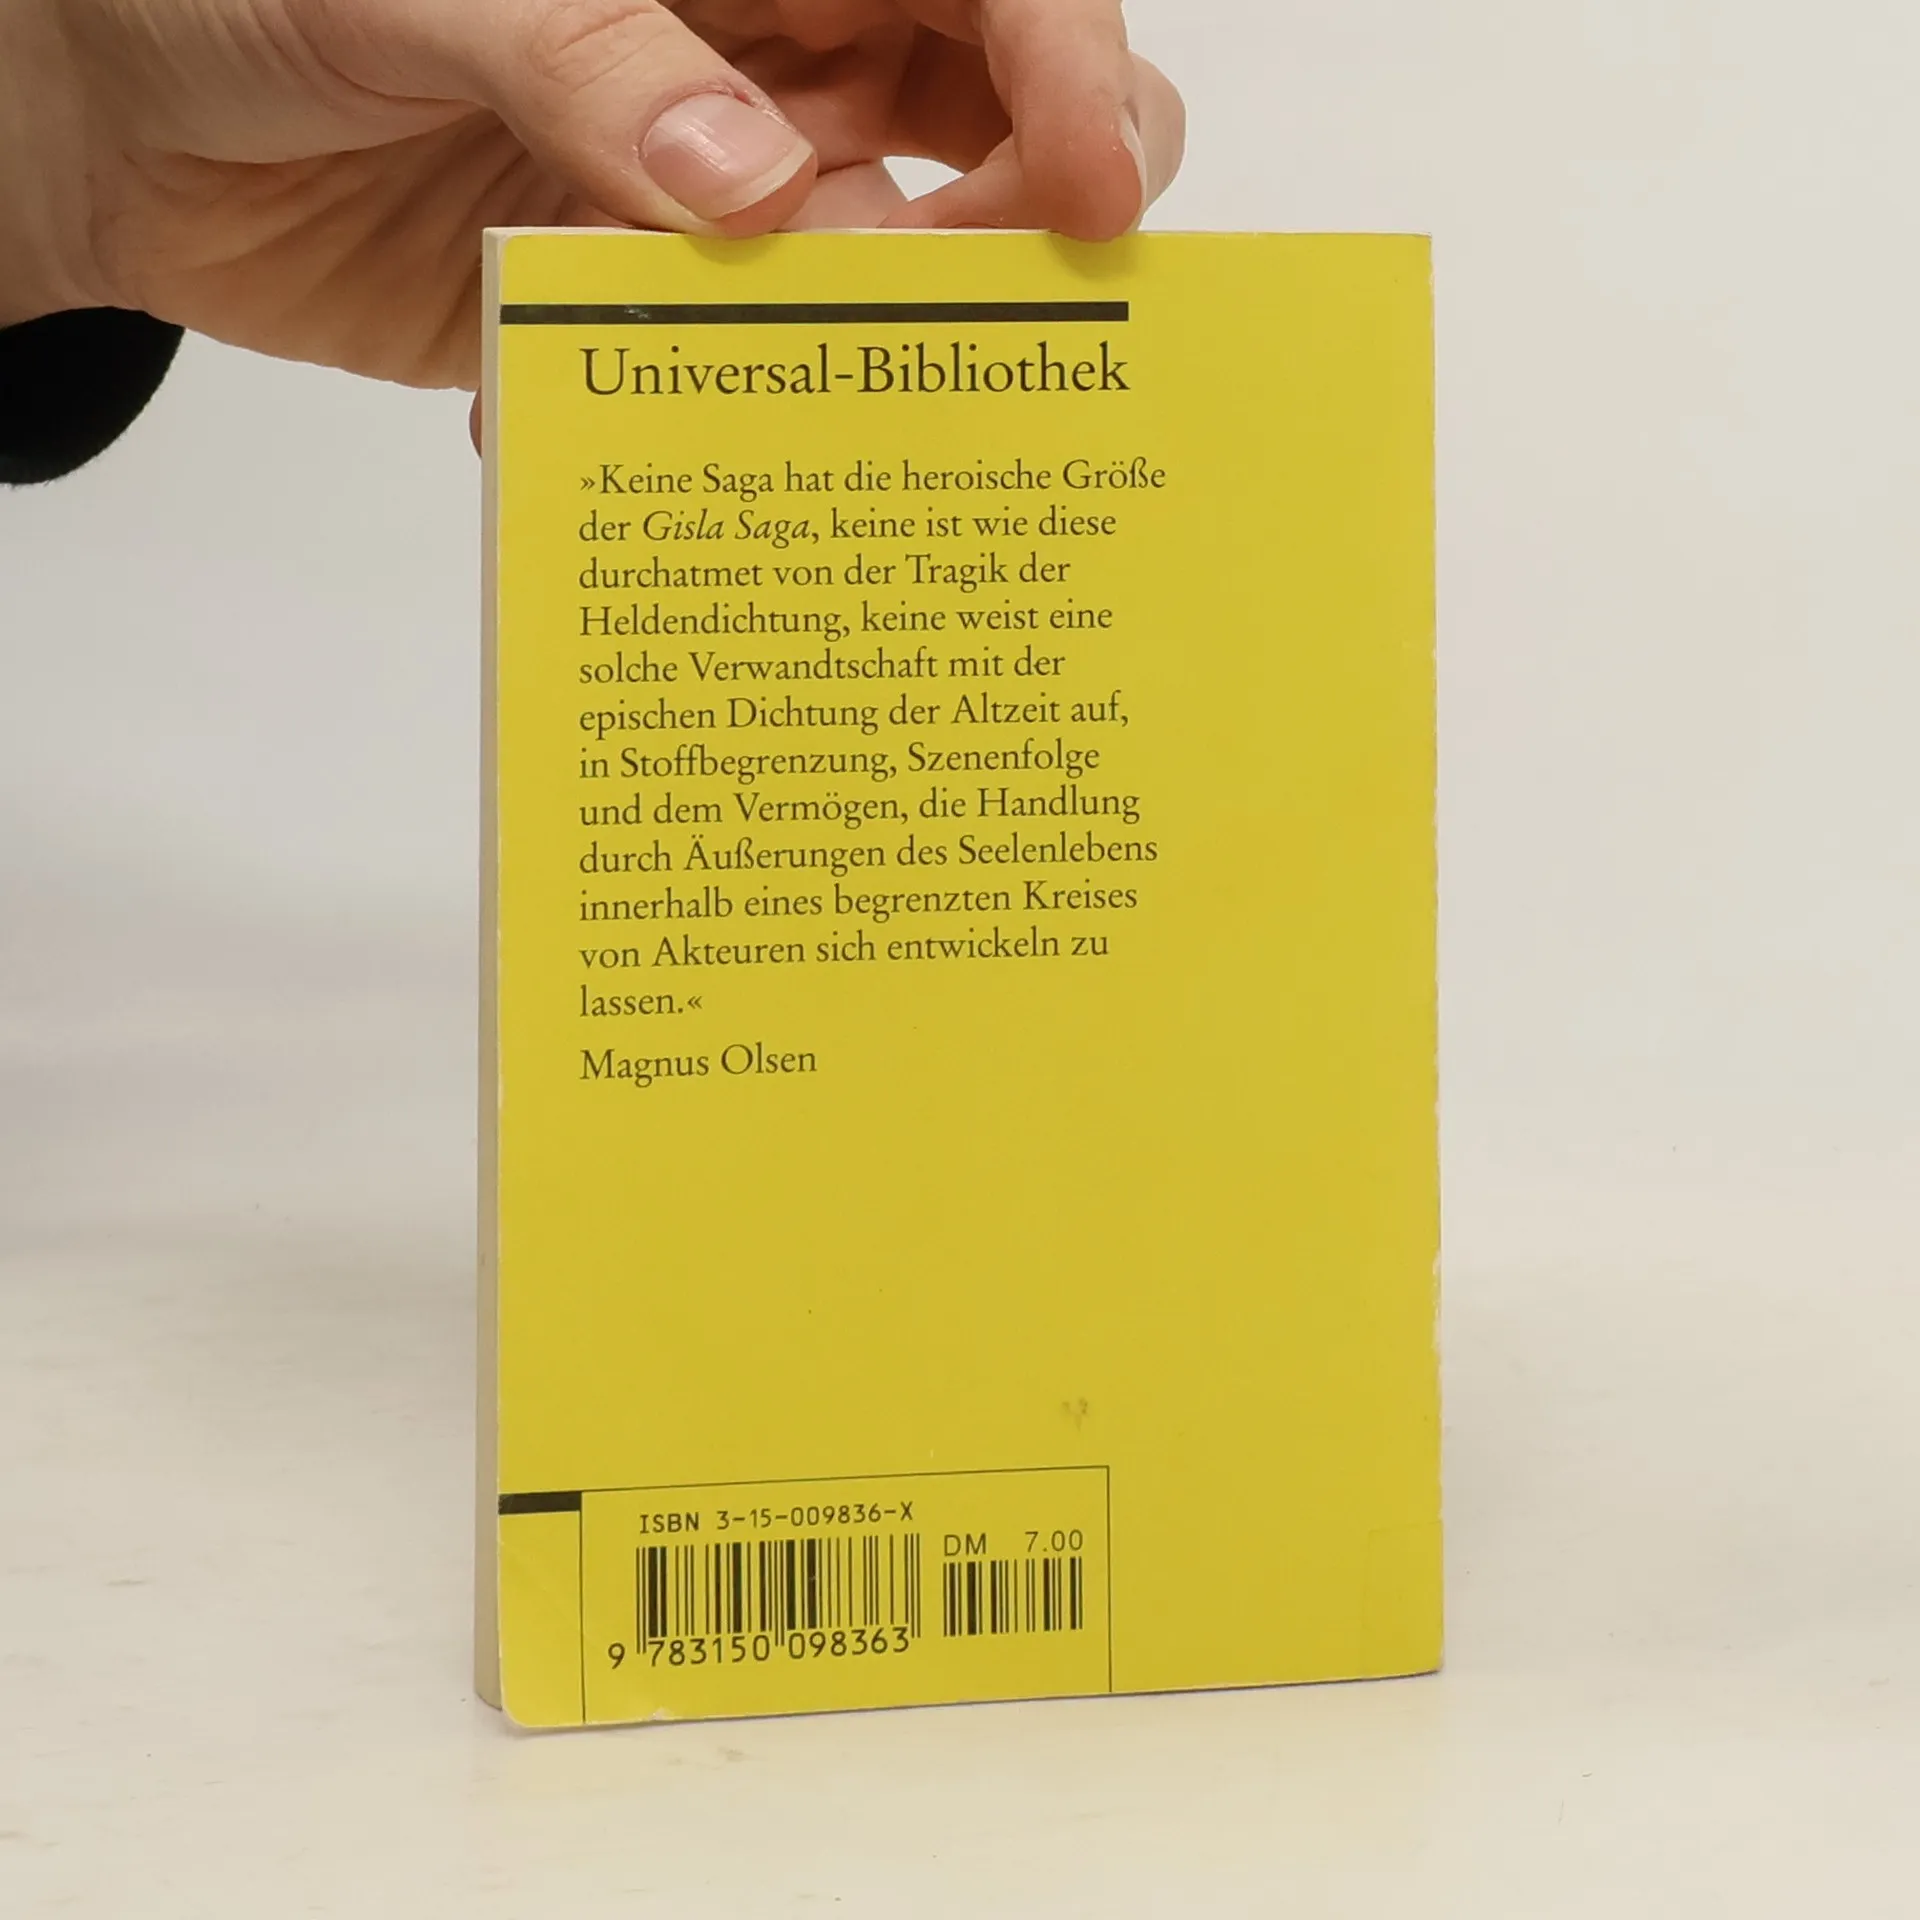 Universal-Bibliothek
»Keine Saga hat die heroische Größe
der Gisla Saga, keine ist wie diese
durchatmet von der Tragik der
Heldendichtung, keine weist eine
solche Verwandtschaft mit der
epischen Dichtung der Altzeit auf,
in Stoffbegrenzung, Szenenfolge
und dem Vermögen, die Handlung
durch Äußerungen des Seelenlebens
innerhalb eines begrenzten Kreises
von Akteuren sich entwickeln zu
lassen.«
Magnus Olsen
ISBN 3-15-009836-X
DM 7.00
9 783150 098363